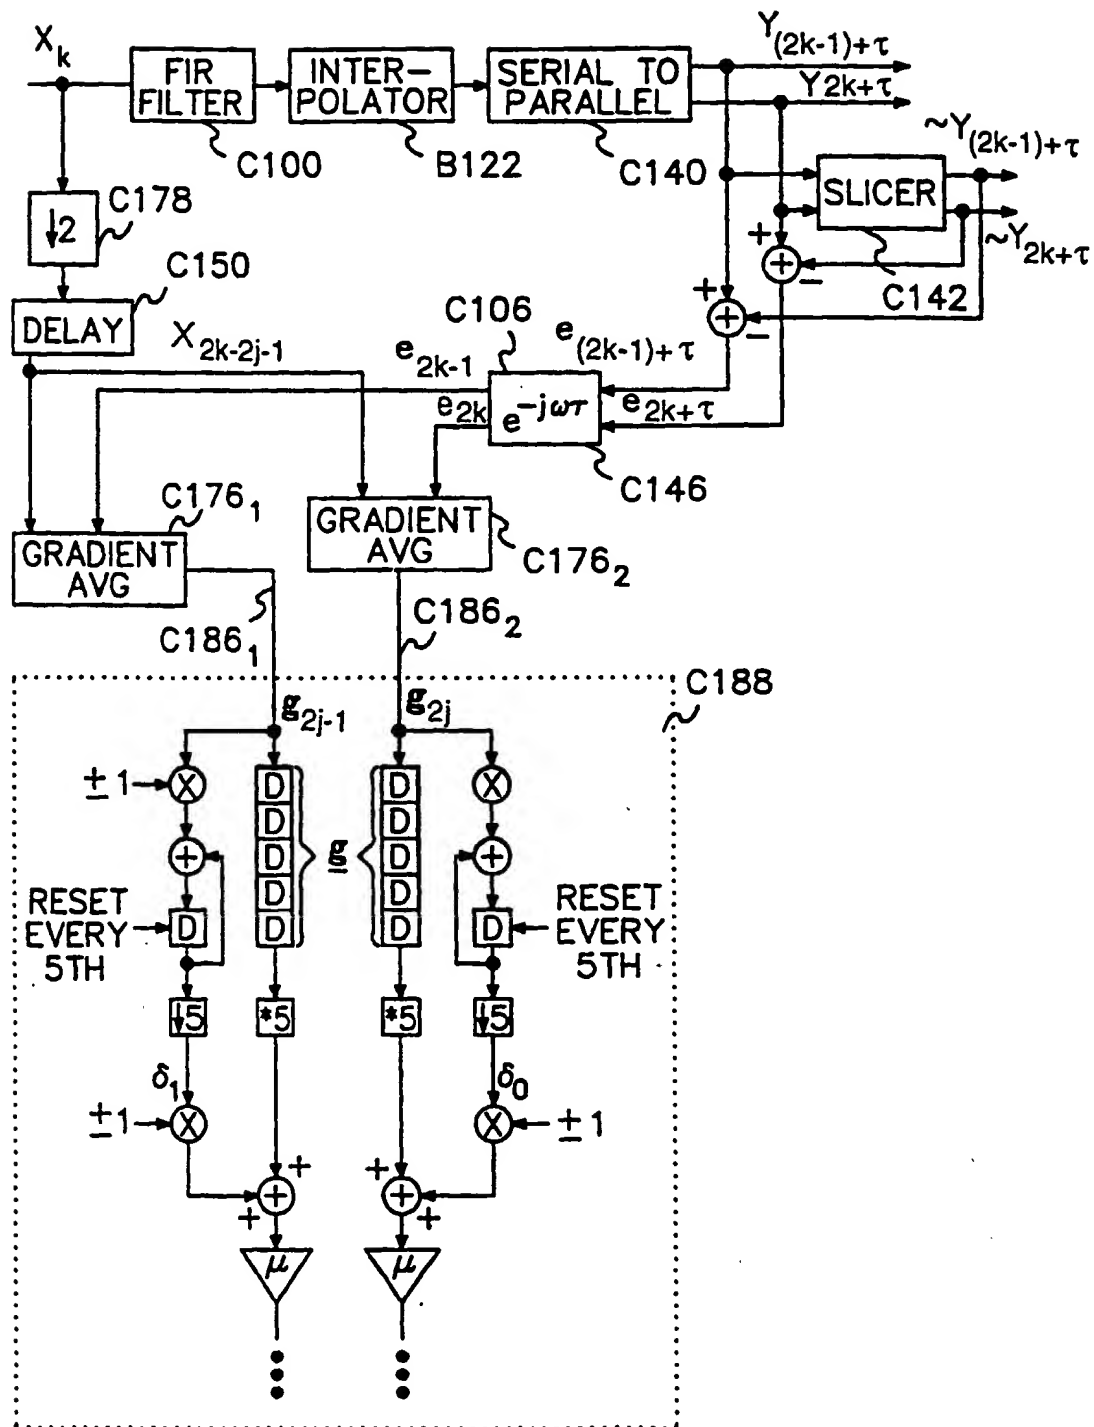 X_k
FIR
FILTER
INTER-
POLATOR
SERIAL TO
PARALLEL
Y_(2k-1)+τ
Y_2k+τ
C100
B122
C140
~Y_(2k-1)+τ
SLICER
~Y_2k+τ
C142
+
+
−
+
+
−
↓2
C178
C150
DELAY
X_2k-2j-1
C106
e_2k-1
e_(2k-1)+τ
e_2k
e^-jωτ
e_2k+τ
C146
C176_1
GRADIENT
AVG
GRADIENT
AVG
C176_2
C186_1
C186_2
C188
g_2j-1
g_2j
±1
X
D
D
D
D
D
g
D
D
D
D
D
X
+
+
RESET
EVERY
5TH
D
D
RESET
EVERY
5TH
↓5
*5
*5
↓5
δ_1
δ_0
±1
X
X
±1
+
+
+
+
+
+
μ
μ